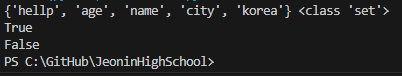 {'hellp', 'age', 'name', 'city', 'korea'} <class 'set'>
True
False
PS C:\GitHub\JeoninHighSchool>